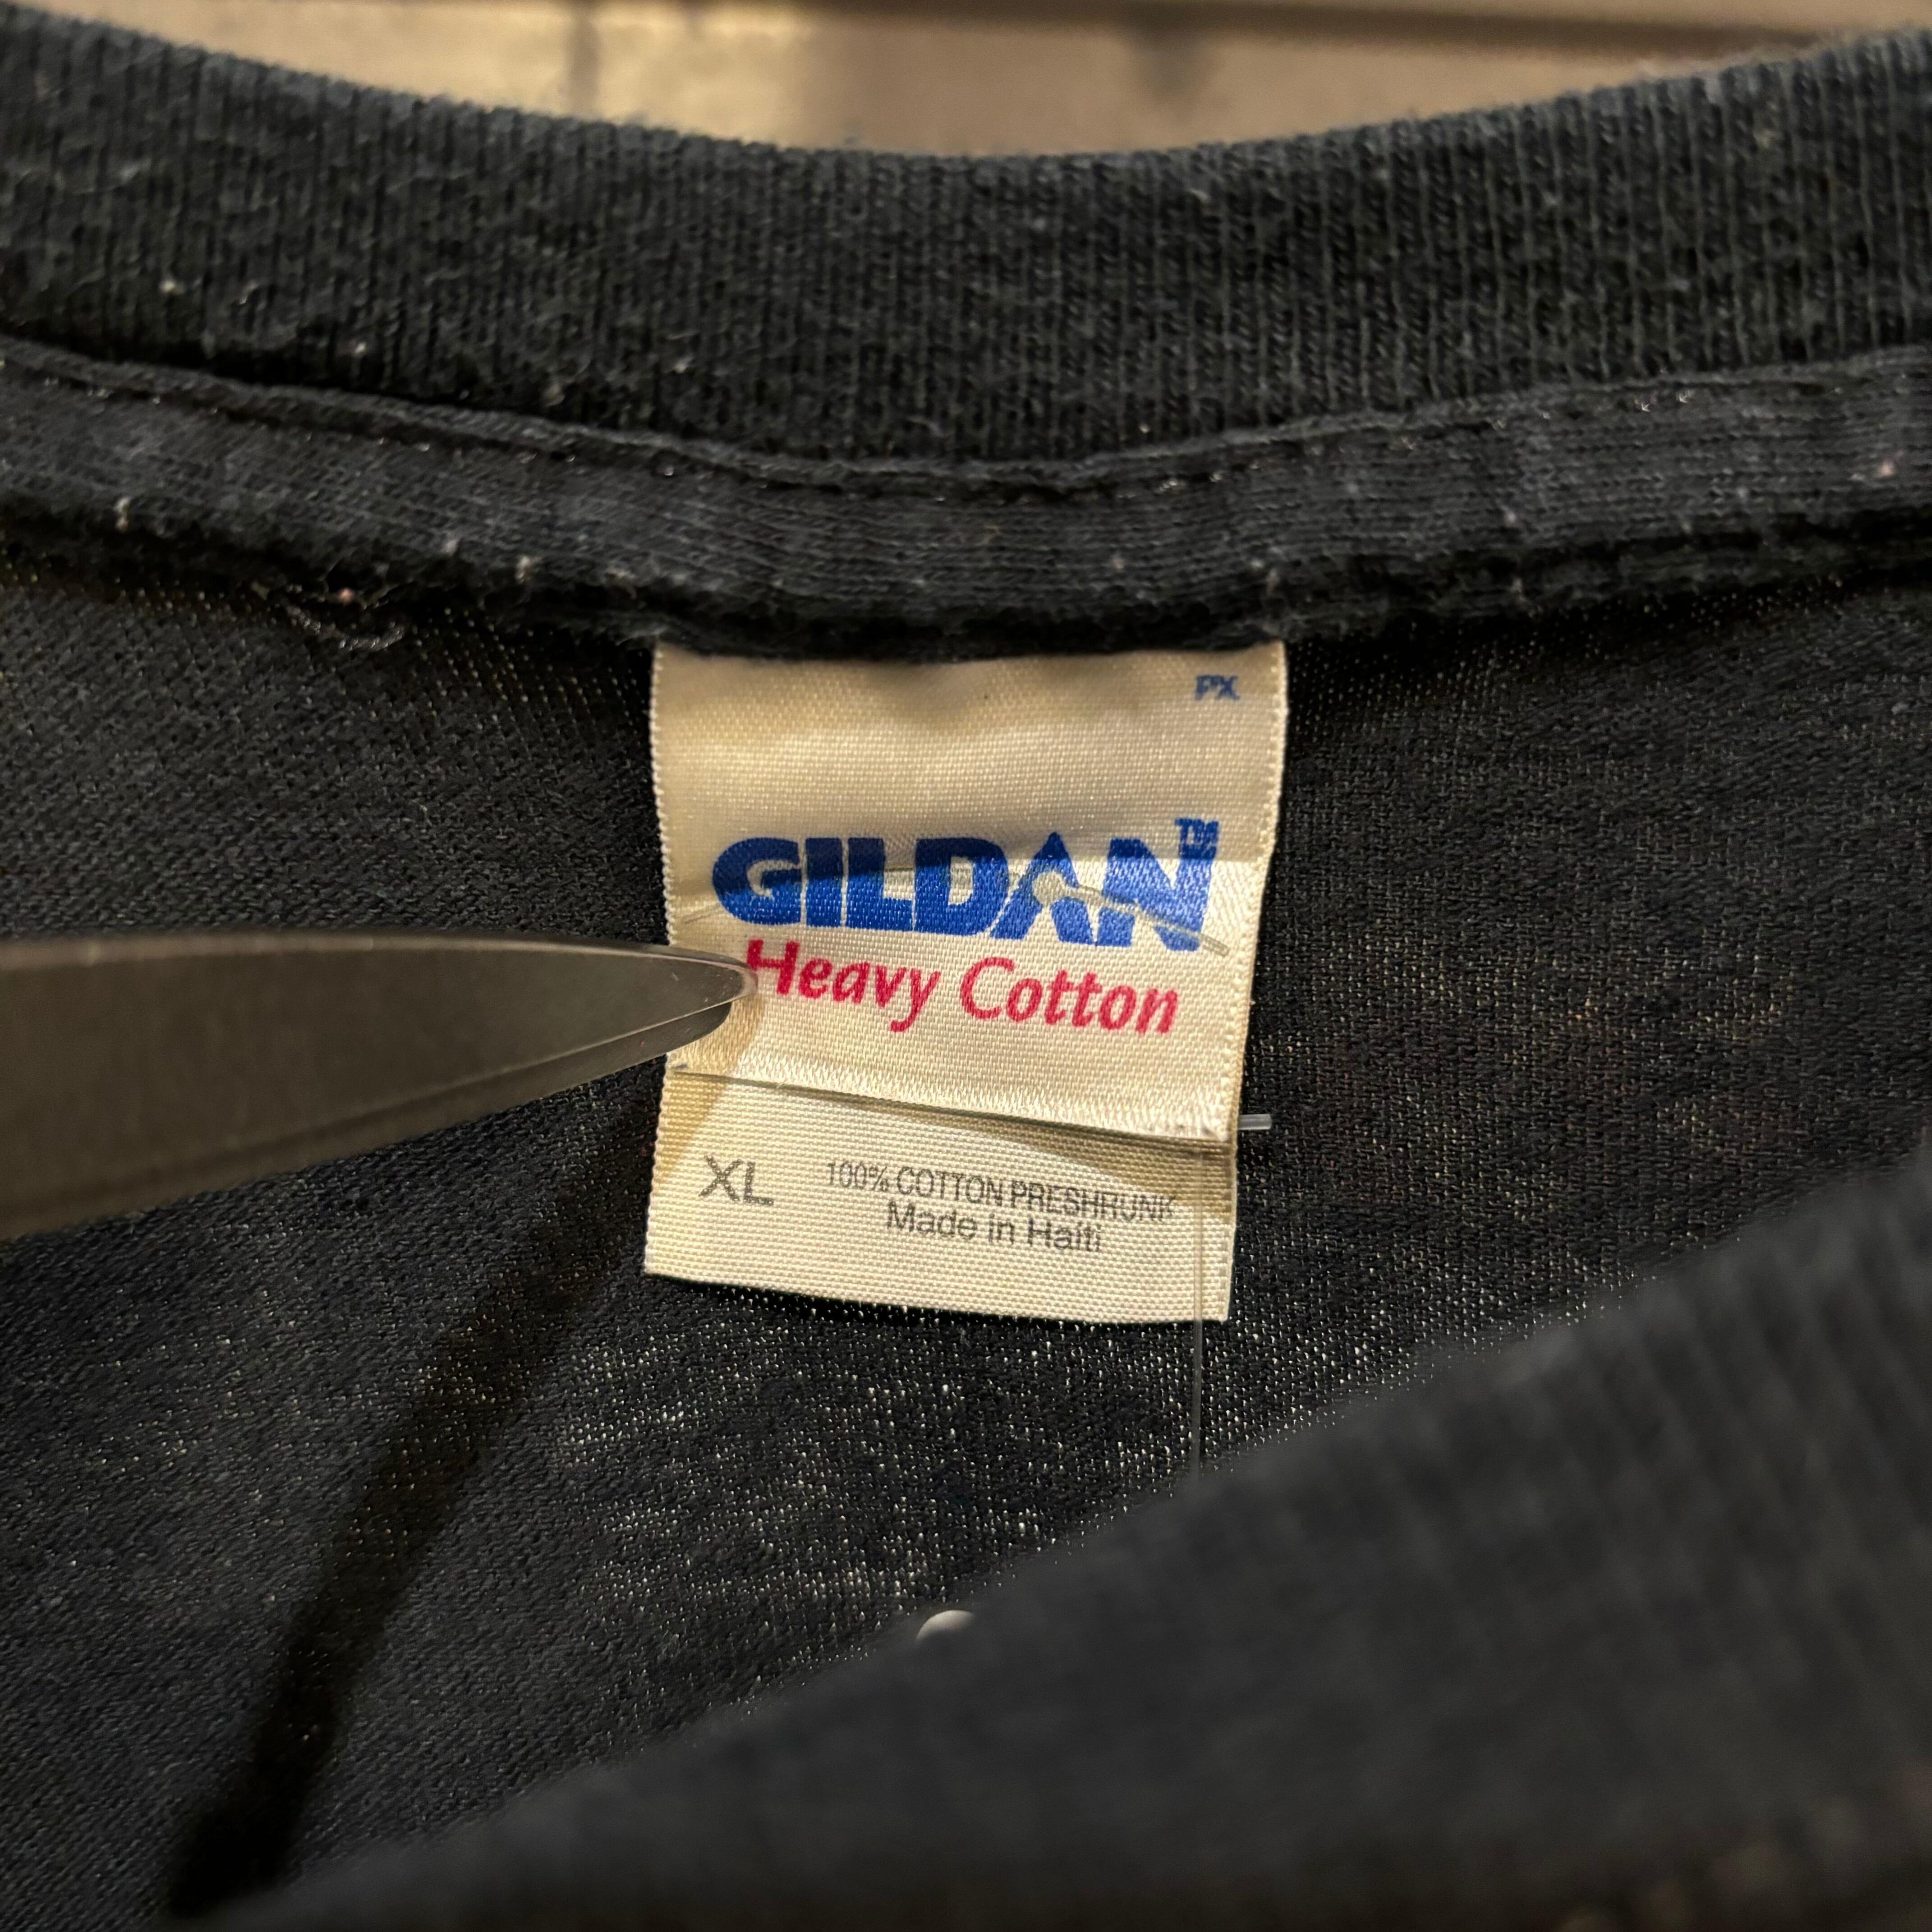 PX
GILDAN™
Heavy Cotton
XL 100% COTTON PRESHRUNK
Made in Haiti